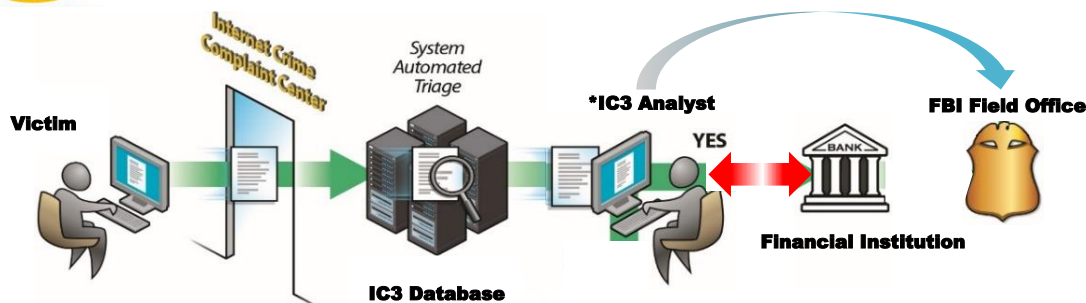 Internet Crime
Complaint Center
System
Automated
Triage
*IC3 Analyst
FBI Field Office
Victim
YES
BANK
Financial Institution
IC3 Database